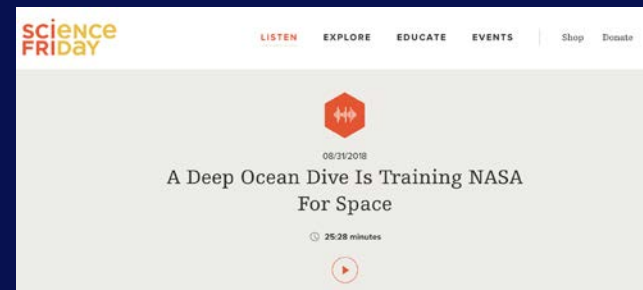 science
FRIDAY
LISTEN EXPLORE EDUCATE EVENTS Shop Donate
08/31/2018
A Deep Ocean Dive Is Training NASA
For Space
25:28 minutes